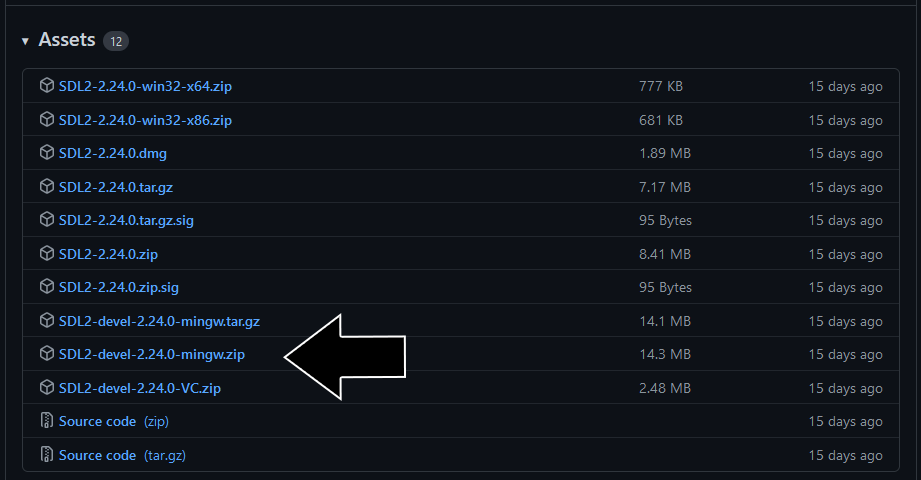 Assets 12
SDL2-2.24.0-win32-x64.zip 777 KB 15 days ago
SDL2-2.24.0-win32-x86.zip 681 KB 15 days ago
SDL2-2.24.0.dmg 1.89 MB 15 days ago
SDL2-2.24.0.tar.gz 7.17 MB 15 days ago
SDL2-2.24.0.tar.gz.sig 95 Bytes 15 days ago
SDL2-2.24.0.zip 8.41 MB 15 days ago
SDL2-2.24.0.zip.sig 95 Bytes 15 days ago
SDL2-devel-2.24.0-mingw.tar.gz 14.1 MB 15 days ago
SDL2-devel-2.24.0-mingw.zip 14.3 MB 15 days ago
SDL2-devel-2.24.0-VC.zip 2.48 MB 15 days ago
Source code (zip) 15 days ago
Source code (tar.gz) 15 days ago